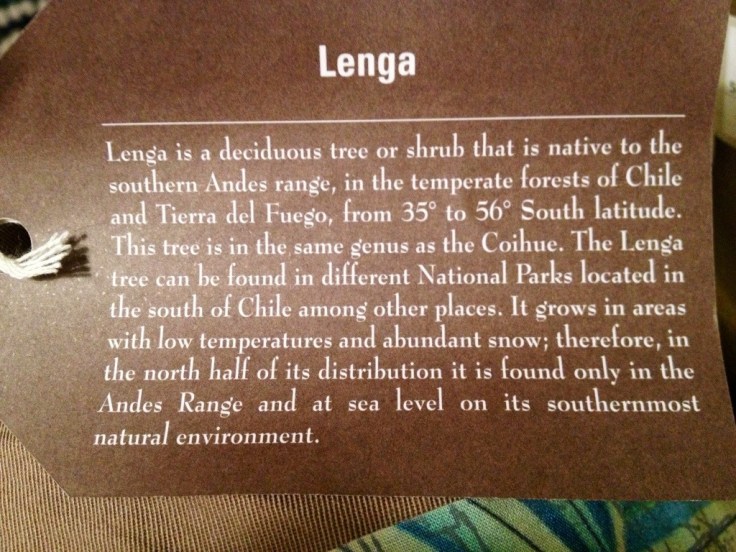 Lenga
Lenga is a deciduous tree or shrub that is native to the
southern Andes range, in the temperate forests of Chile
and Tierra del Fuego, from 35° to 56° South latitude.
This tree is in the same genus as the Coihue. The Lenga
tree can be found in different National Parks located in
the south of Chile among other places. It grows in areas
with low temperatures and abundant snow; therefore, in
the north half of its distribution it is found only in the
Andes Range and at sea level on its southernmost
natural environment.